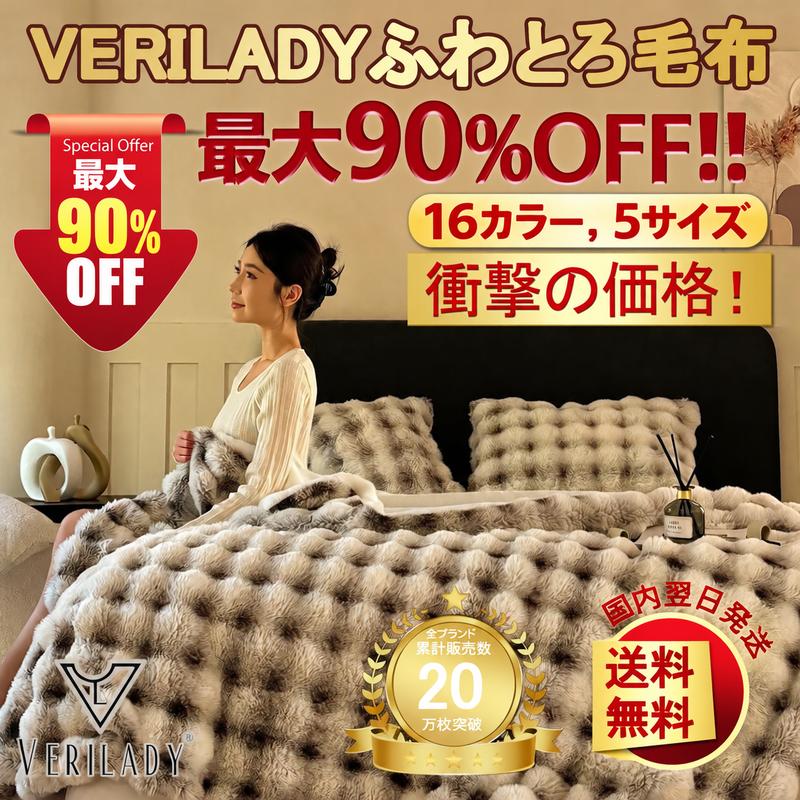 VERILADYふわとろ毛布
最大90%OFF!!
Special Offer
最大
90%
OFF
16カラー, 5サイズ
衝撃の価格!
全ブランド
累計販売数
20
万枚突破
国内翌日発送
送料
無料
VERILADY®